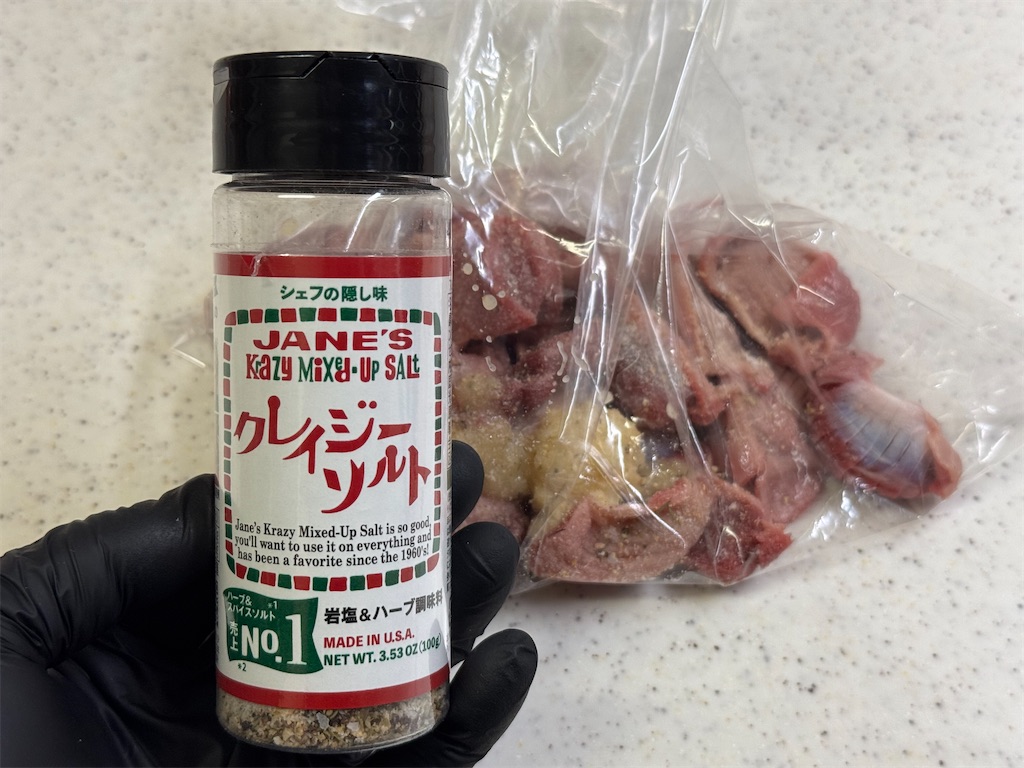 シェフの隠し味
JANE'S
Krazy Mixed-Up Salt
クレイジー
ソルト
Jane's Krazy Mixed-Up Salt is so good,
you'll want to use it on everything and
has been a favorite since the 1960's!
ハーブ&
スパイスソルト ※1
売上 No.1
※2
岩塩&ハーブ調味料
MADE IN U.S.A.
NET WT. 3.53 OZ (100g)